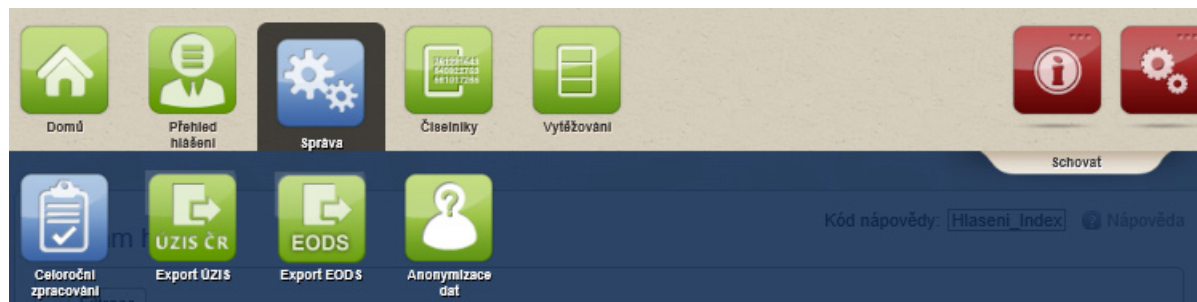 Domů
Přehled
hlášení
Správa
Číselníky
Vytěžování
Schovat
ÚZIS ČR
EODS
Kód nápovědy: Hlaseni_Index
Nápověda
Celoroční
zpracování
Export ÚZIS
Export EODS
Anonymizace
dat